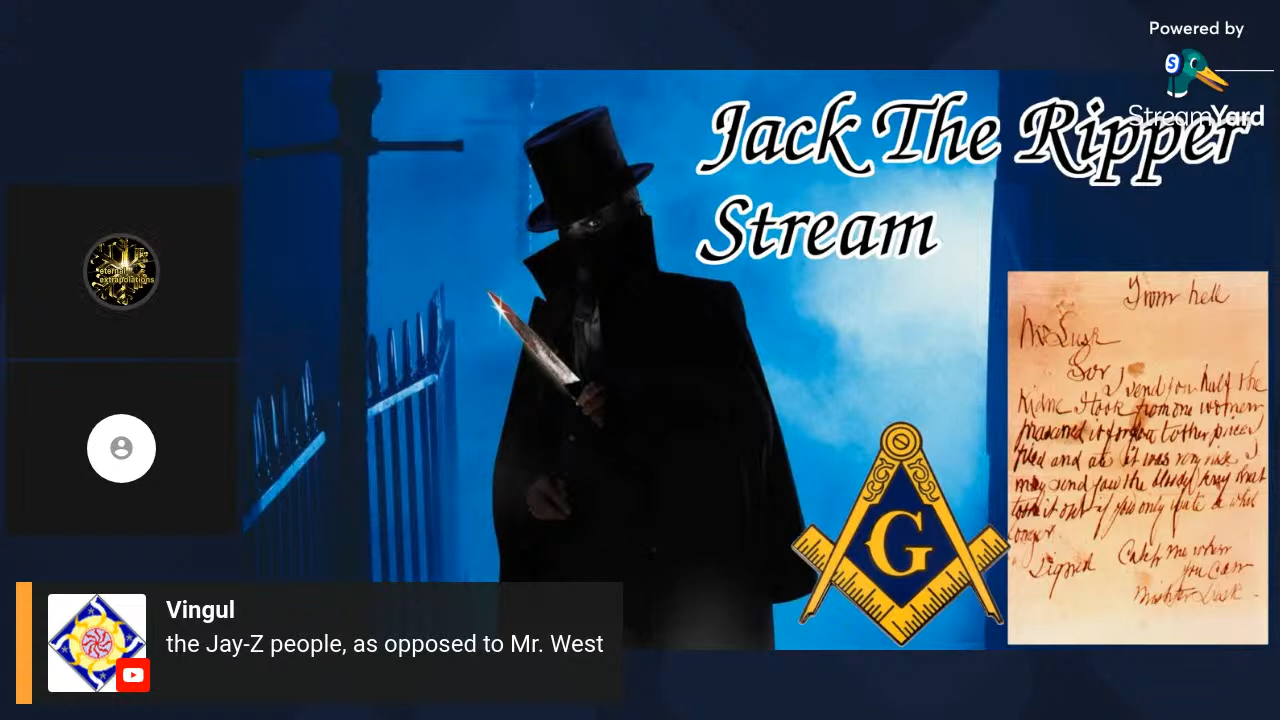 Powered by
StreamYard
Jack The Ripper
Stream
eternal
extrapolations
From hell
Mr Lusk
Sor
I send you half the
Kidne I took from one women
prasarved it for you tother piece I
fried and ate it was very nise I
may send you the bloody knif that
took it out if you only wate a whil
longer.
Signed
Catch me when
you can
Mishter Lusk.
G
Vingul
the Jay-Z people, as opposed to Mr. West